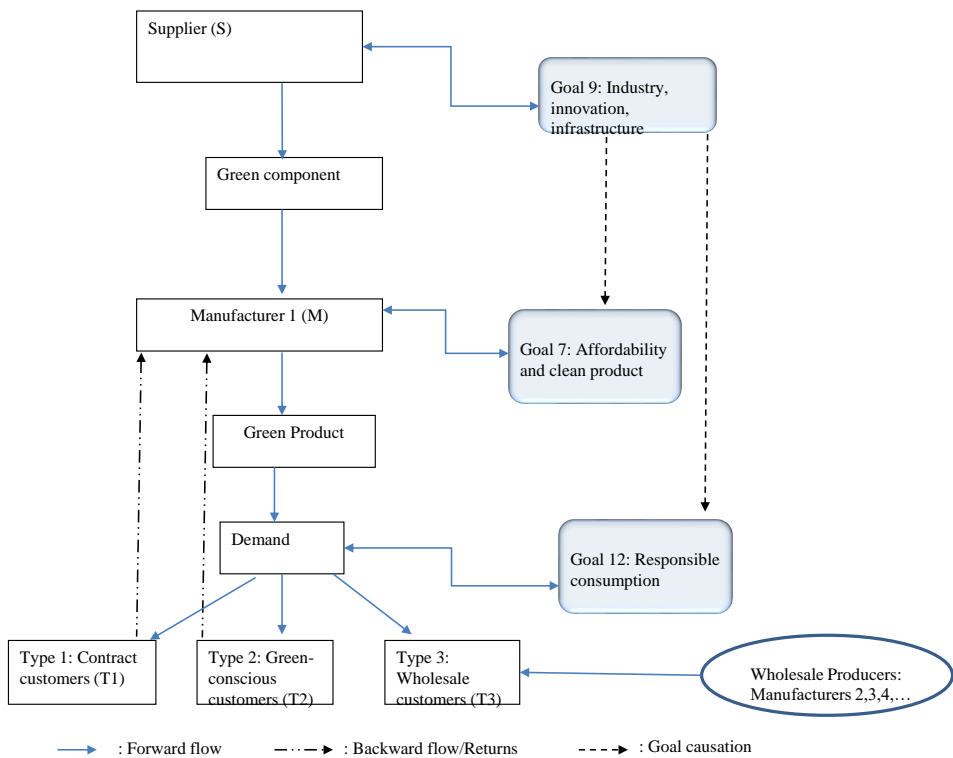 Supplier (S)
Goal 9: Industry,
innovation,
infrastructure
Green component
Manufacturer 1 (M)
Goal 7: Affordability
and clean product
Green Product
Demand
Goal 12: Responsible
consumption
Type 1: Contract
customers (T1)
Type 2: Green-
conscious
customers (T2)
Type 3:
Wholesale
customers (T3)
Wholesale Producers:
Manufacturers 2,3,4,…
: Forward flow
: Backward flow/Returns
: Goal causation